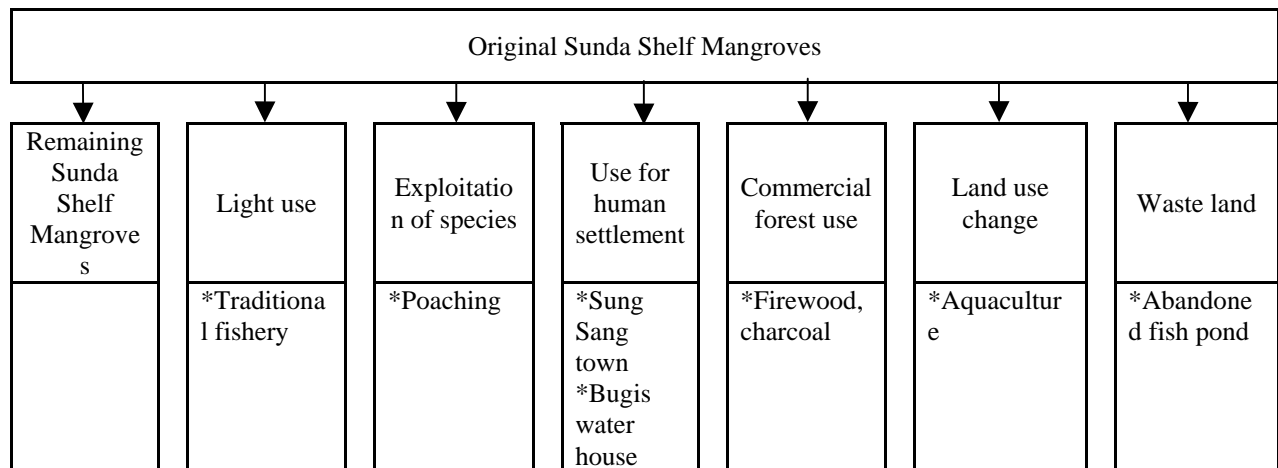 Original Sunda Shelf Mangroves
Remaining
Sunda
Shelf
Mangrove
s
Light use
Exploitatio
n of species
Use for
human
settlement
Commercial
forest use
Land use
change
Waste land
*Traditiona
l fishery
*Poaching
*Sung
Sang
town
*Bugis
water
house
*Firewood,
charcoal
*Aquacultur
e
*Abandone
d fish pond